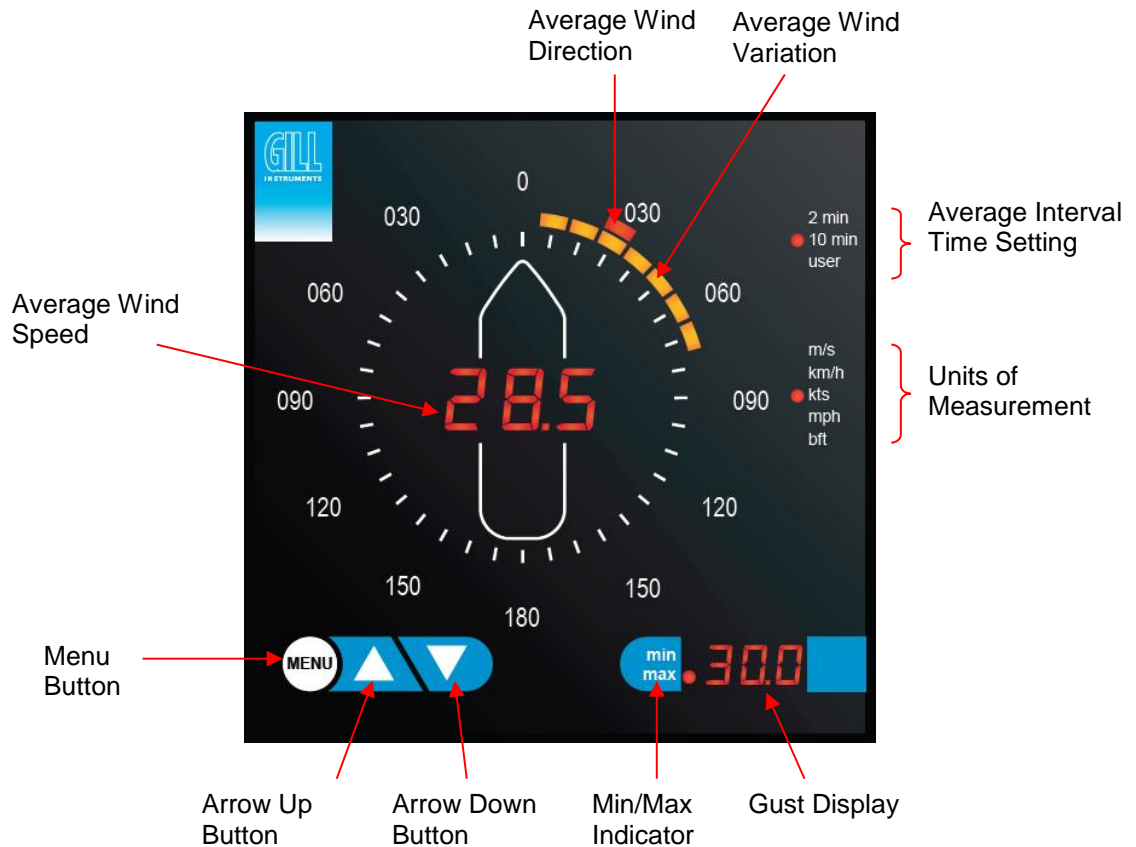 Average Wind
Direction
Average Wind
Variation
GILL
INSTRUMENTS
0
030
030
2 min
10 min
user
Average Interval
Time Setting
060
060
Average Wind
Speed
m/s
km/h
kts
mph
bft
Units of
Measurement
28.5
090
090
120
120
150
150
180
Menu
Button
MENU
min
max
30.0
Arrow Up
Button
Arrow Down
Button
Min/Max
Indicator
Gust Display